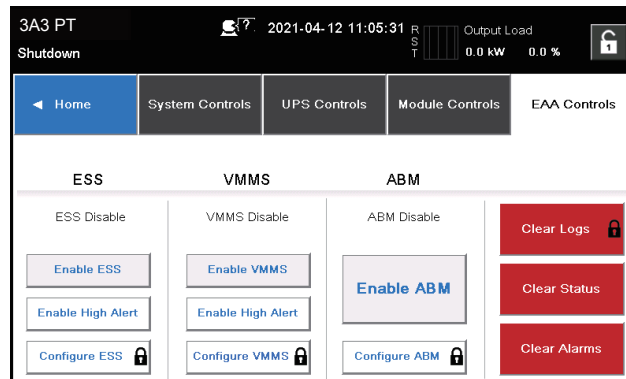 3A3 PT
?
2021-04-12 11:05:31
R
S
T
Output Load
0.0 kW 0.0 %
1
Shutdown
◄ Home
System Controls
UPS Controls
Module Controls
EAA Controls
ESS
VMMS
ABM
ESS Disable
VMMS Disable
ABM Disable
Clear Logs
Enable ESS
Enable VMMS
Enable ABM
Clear Status
Enable High Alert
Enable High Alert
Configure ESS
Configure VMMS
Configure ABM
Clear Alarms